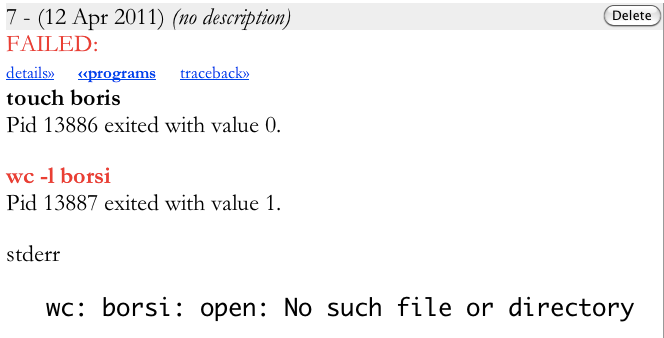 7 - (12 Apr 2011) (no description) Delete
FAILED:
details» ‹‹programs traceback»
touch boris
Pid 13886 exited with value 0.
wc -l borsi
Pid 13887 exited with value 1.
stderr
wc: borsi: open: No such file or directory